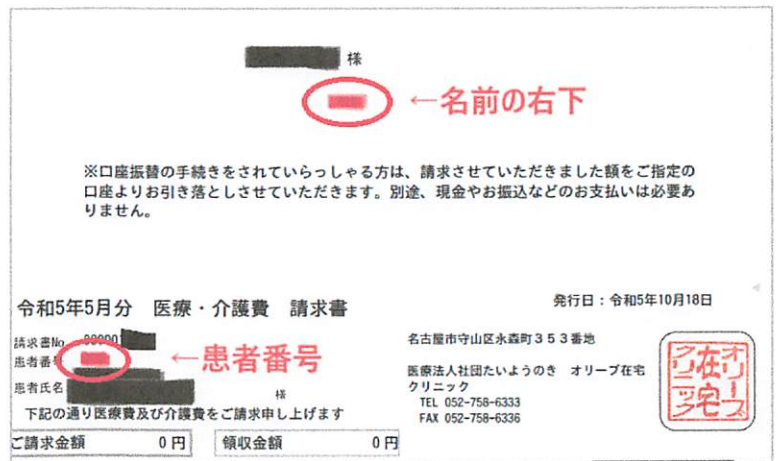 様
←名前の右下
※口座振替の手続きをされていらっしゃる方は、請求させていただきました額をご指定の
口座よりお引き落としさせていただきます。別途、現金やお振込などのお支払いは必要あ
りません。
令和5年5月分 医療・介護費 請求書
発行日：令和5年10月18日
請求書No
患者番号
←患者番号
患者氏名
様
下記の通り医療費及び介護費をご請求申し上げます
ご請求金額 0円 領収金額 0円
名古屋市守山区永森町３５３番地
医療法人社団たいようのき オリーブ在宅
クリニック
TEL 052-758-6333
FAX 052-758-6336
オリーブ
在宅
クリニック